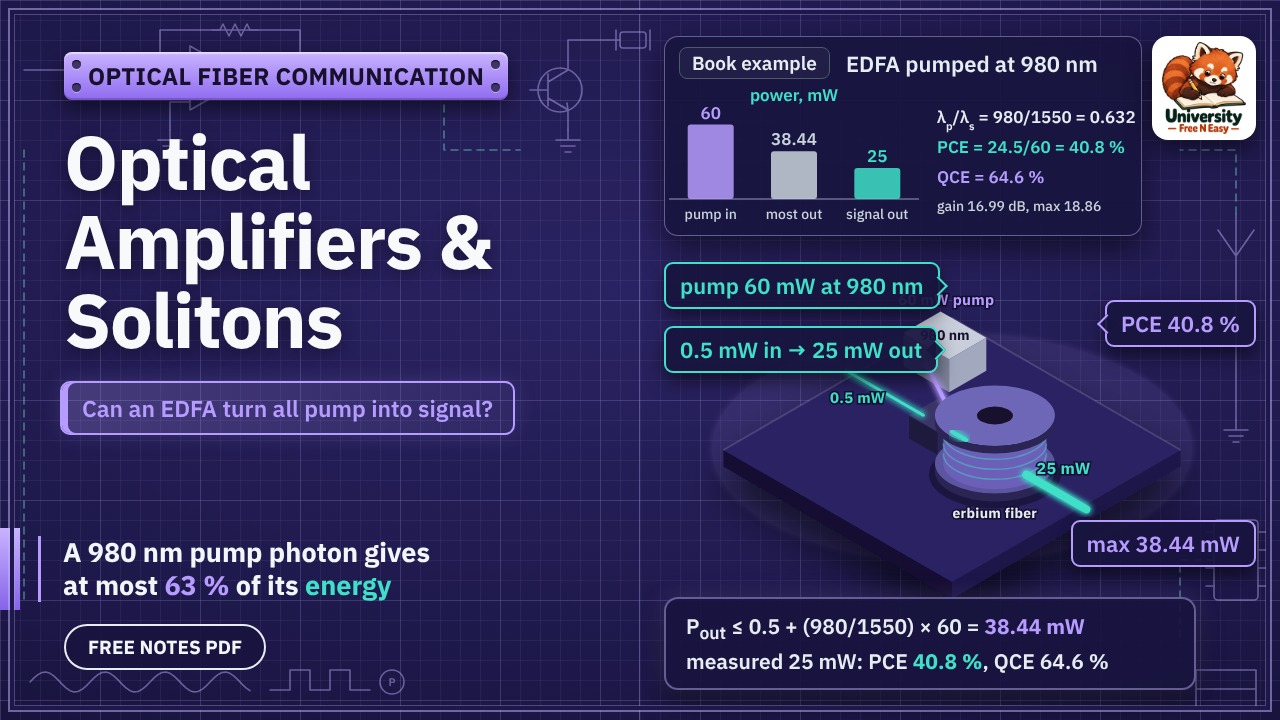 OPTICAL FIBER COMMUNICATION
Optical
Amplifiers &
Solitons
Can an EDFA turn all pump into signal?
A 980 nm pump photon gives
at most 63 % of its energy
FREE NOTES PDF
P
Book example
EDFA pumped at 980 nm
power, mW
60
38.44
25
pump in
most out
signal out
λp/λs = 980/1550 = 0.632
PCE = 24.5/60 = 40.8 %
QCE = 64.6 %
gain 16.99 dB, max 18.86
University
Free N Easy
pump 60 mW at 980 nm
pump
0.5 mW in → 25 mW out
nm
PCE 40.8 %
0.5 mW
25 mW
erbium fiber
max 38.44 mW
Pout ≤ 0.5 + (980/1550) × 60 = 38.44 mW
measured 25 mW: PCE 40.8 %, QCE 64.6 %